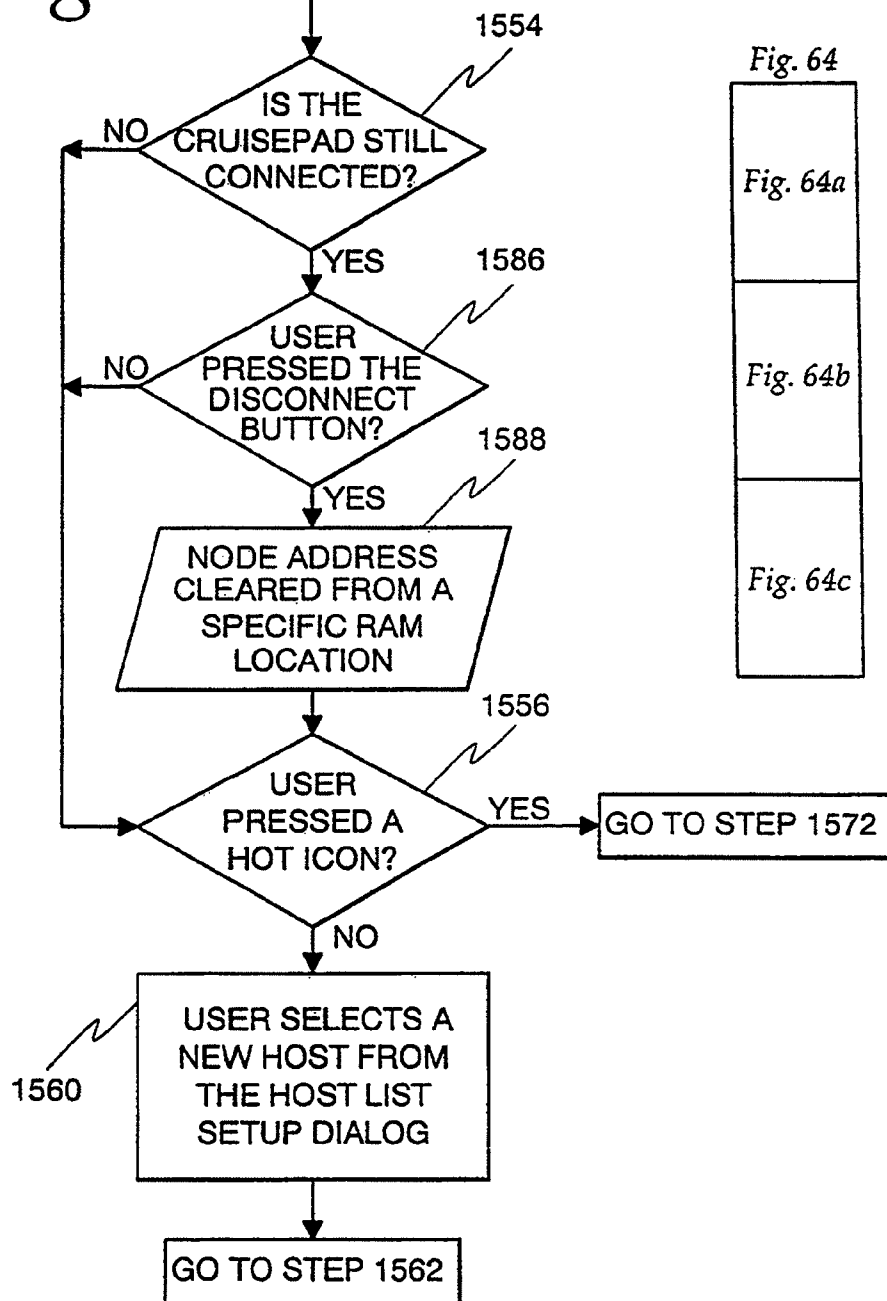 g
1554
Fig. 64
IS THE
CRUISEPAD STILL
CONNECTED?
NO
Fig. 64a
YES
1586
USER
PRESSED THE
DISCONNECT
BUTTON?
NO
Fig. 64b
1588
YES
NODE ADDRESS
CLEARED FROM A
SPECIFIC RAM
LOCATION
Fig. 64c
1556
USER
PRESSED A
HOT ICON?
YES
GO TO STEP 1572
NO
USER SELECTS A
NEW HOST FROM
THE HOST LIST
SETUP DIALOG
1560
GO TO STEP 1562